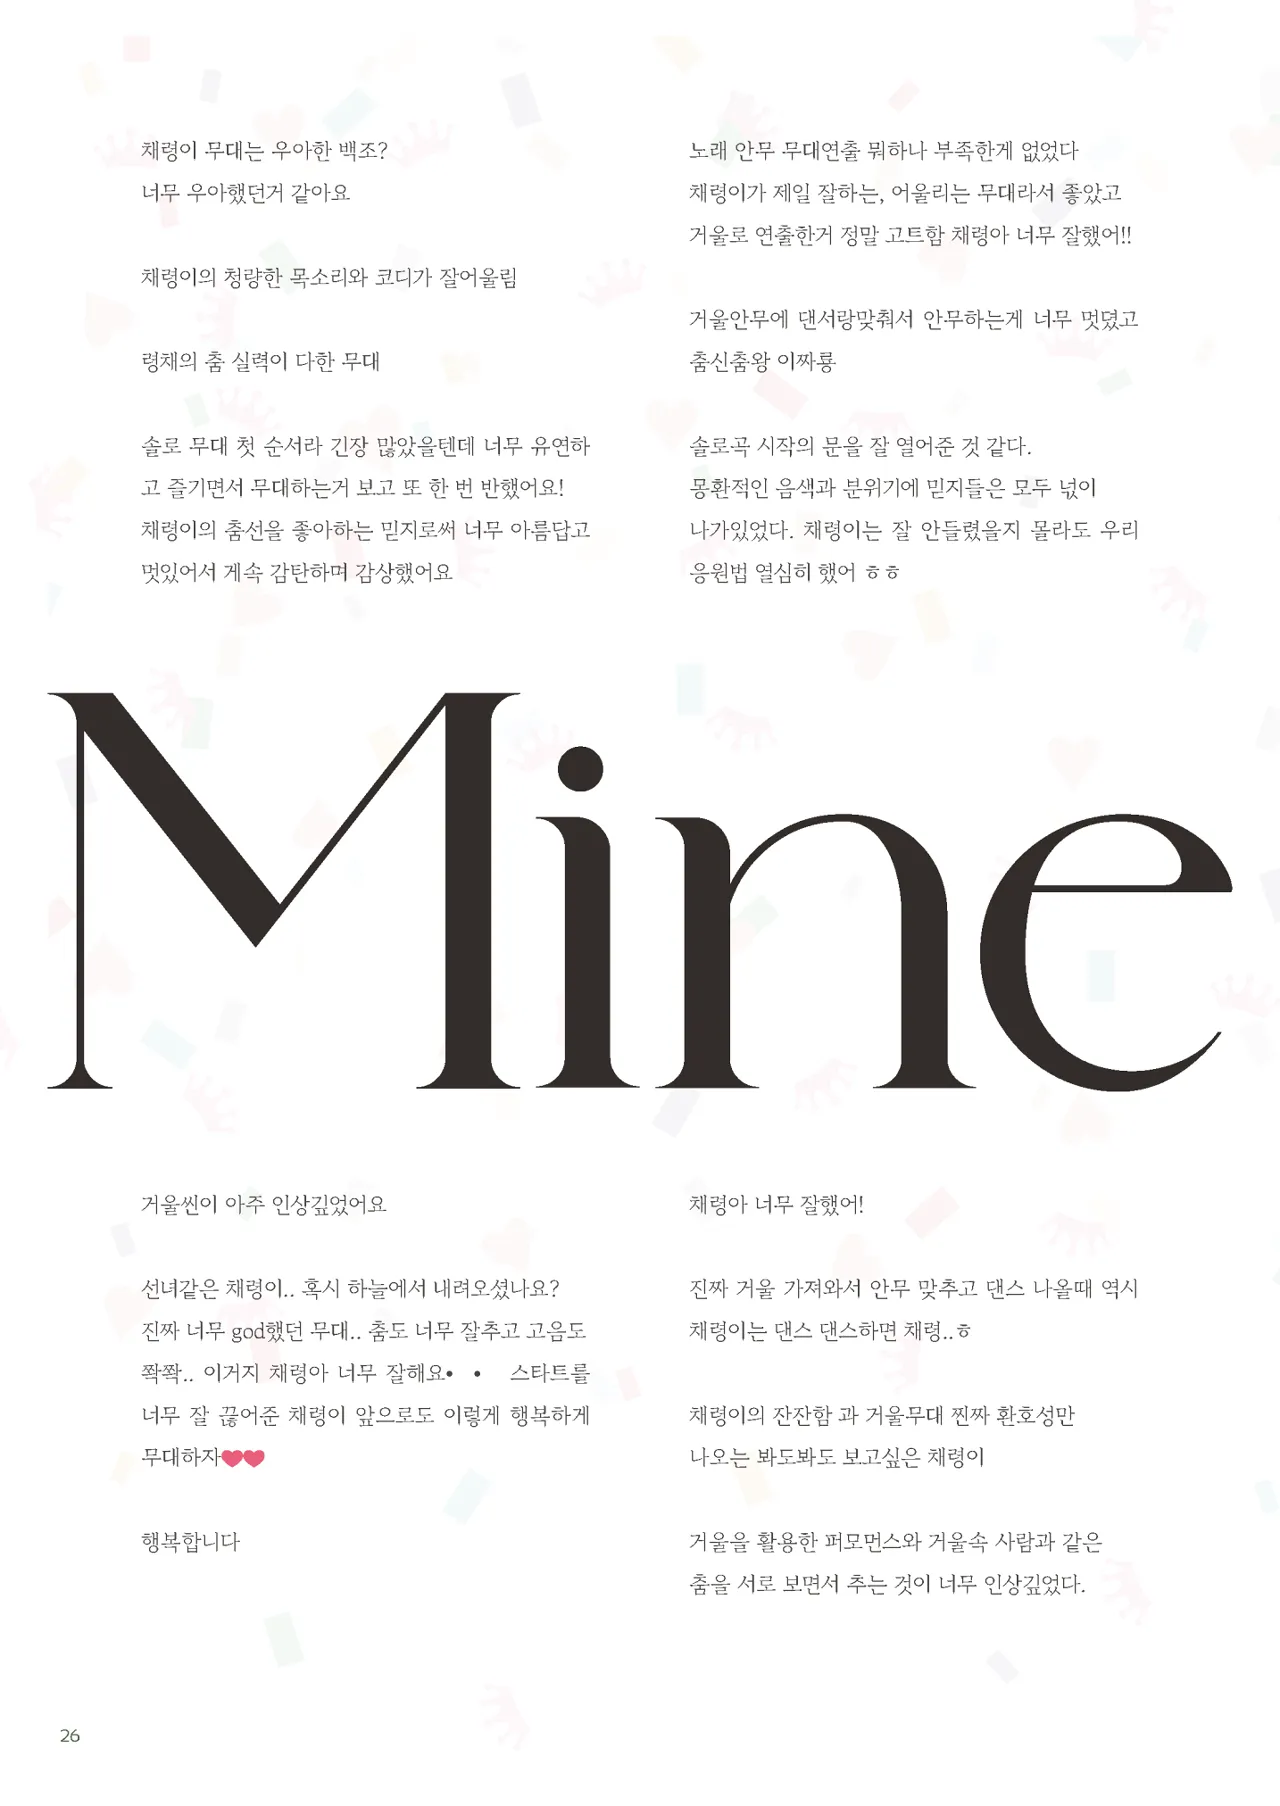 채령이 무대는 우아한 백조?
너무 우아했던거 같아요
채령이의 청량한 목소리와 코디가 잘어울림
령채의 춤 실력이 다한 무대
솔로 무대 첫 순서라 긴장 많았을텐데 너무 유연하
고 즐기면서 무대하는거 보고 또 한 번 반했어요!
채령이의 춤선을 좋아하는 믿지로써 너무 아름답고
멋있어서 게속 감탄하며 감상했어요
노래 안무 무대연출 뭐하나 부족한게 없었다
채령이가 제일 잘하는, 어울리는 무대라서 좋았고
거울로 연출한거 정말 고트함 채령아 너무 잘했어!!
거울안무에 댄서랑맞춰서 안무하는게 너무 멋졌고
춤신춤왕 이짜룡
솔로곡 시작의 문을 잘 열어준 것 같다.
몽환적인 음색과 분위기에 믿지들은 모두 넋이
나가있었다. 채령이는 잘 안들렸을지 몰라도 우리
응원법 열심히 했어 ㅎㅎ
Mine
거울씬이 아주 인상깊었어요
선녀같은 채령이.. 혹시 하늘에서 내려오셨나요?
진짜 너무 god했던 무대.. 춤도 너무 잘추고 고음도
쫙쫙.. 이거지 채령아 너무 잘해요• • 스타트를
너무 잘 끊어준 채령이 앞으로도 이렇게 행복하게
무대하자♥♥
행복합니다
채령아 너무 잘했어!
진짜 거울 가져와서 안무 맞추고 댄스 나올때 역시
채령이는 댄스 댄스하면 채령..ㅎ
채령이의 잔잔함 과 거울무대 찐짜 환호성만
나오는 봐도봐도 보고싶은 채령이
거울을 활용한 퍼모먼스와 거울속 사람과 같은
춤을 서로 보면서 추는 것이 너무 인상깊었다.
26